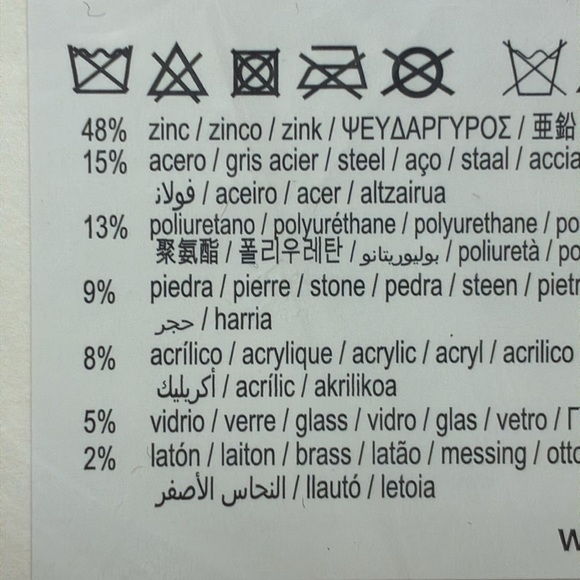 48% zinc / zinco / zink / ΨΕΥΔΑΡΓΥΡΟΣ / 亜鉛
15% acero / gris acier / steel / aço / staal / accia
فولاذ / aceiro / acer / altzairua
13% poliuretano / polyuréthane / polyurethane / po
聚氨酯 / 폴리우레탄 / بوليوريتانو / poliuretà / po
9% piedra / pierre / stone / pedra / steen / pietr
حجر / harria
8% acrílico / acrylique / acrylic / acryl / acrilico
أكريليك / acrílic / akrilikoa
5% vidrio / verre / glass / vidro / glas / vetro / Γ
2% latón / laiton / brass / latão / messing / otto
النحاس الأصفر / llautó / letoia
W